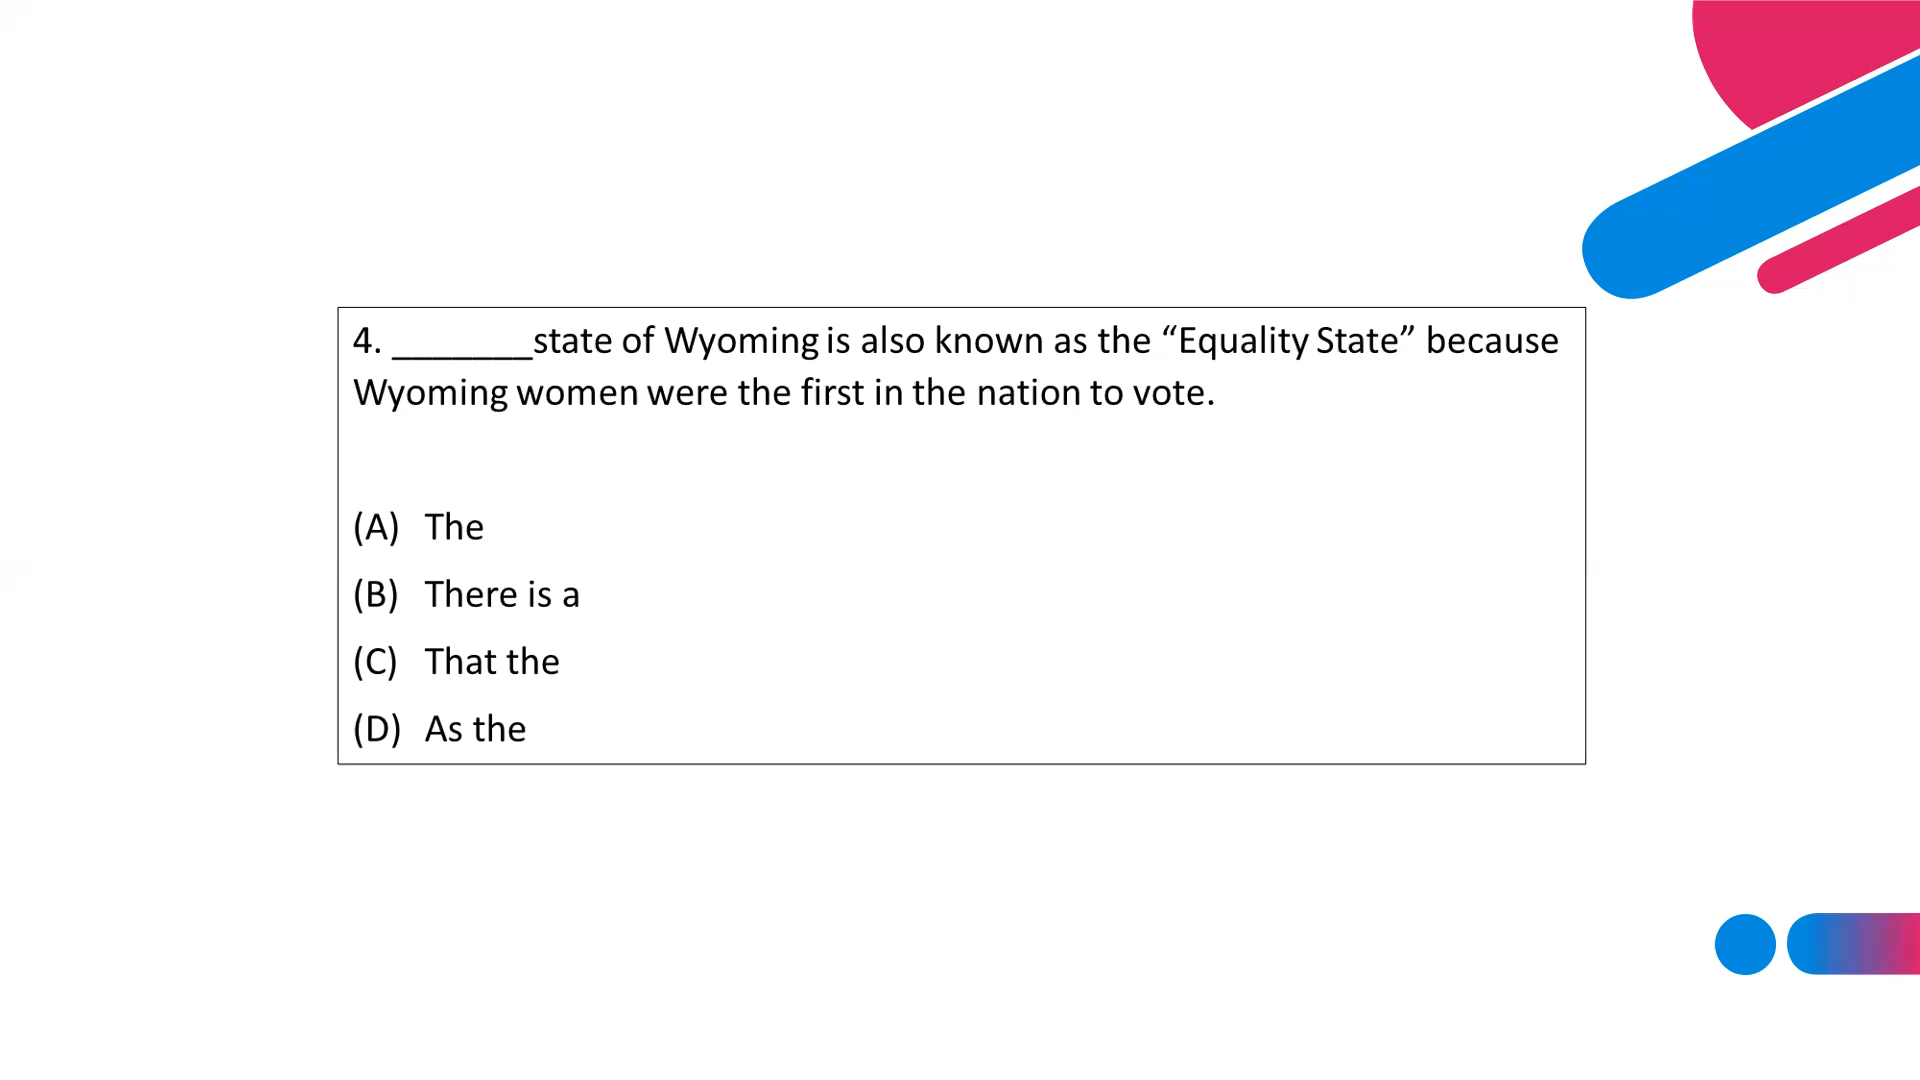 4. _______state of Wyoming is also known as the “Equality State” because
Wyoming women were the first in the nation to vote.
(A) The
(B) There is a
(C) That the
(D) As the